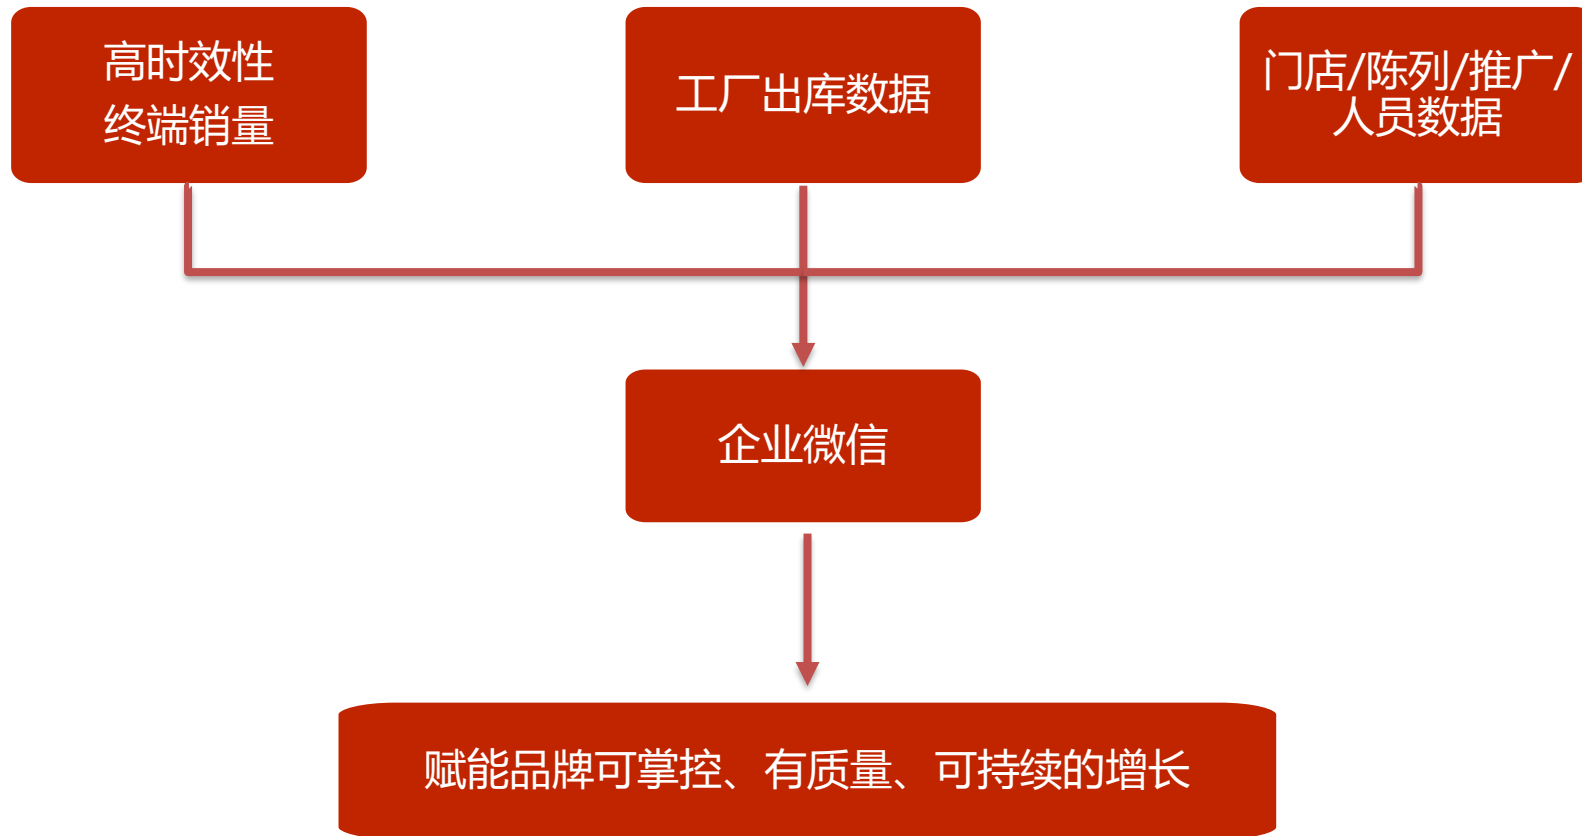 高时效性
终端销量
工厂出库数据
门店/陈列/推广/
人员数据
企业微信
赋能品牌可掌控、有质量、可持续的增长